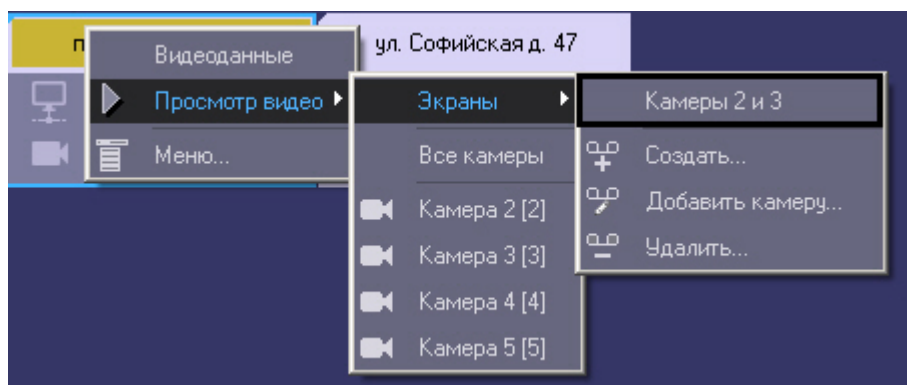 п
ул. Софийская д. 47
Видеоданные
Просмотр видео
Меню...
Экраны
Все камеры
Камера 2 [2]
Камера 3 [3]
Камера 4 [4]
Камера 5 [5]
Камеры 2 и 3
Создать...
Добавить камеру...
Удалить...